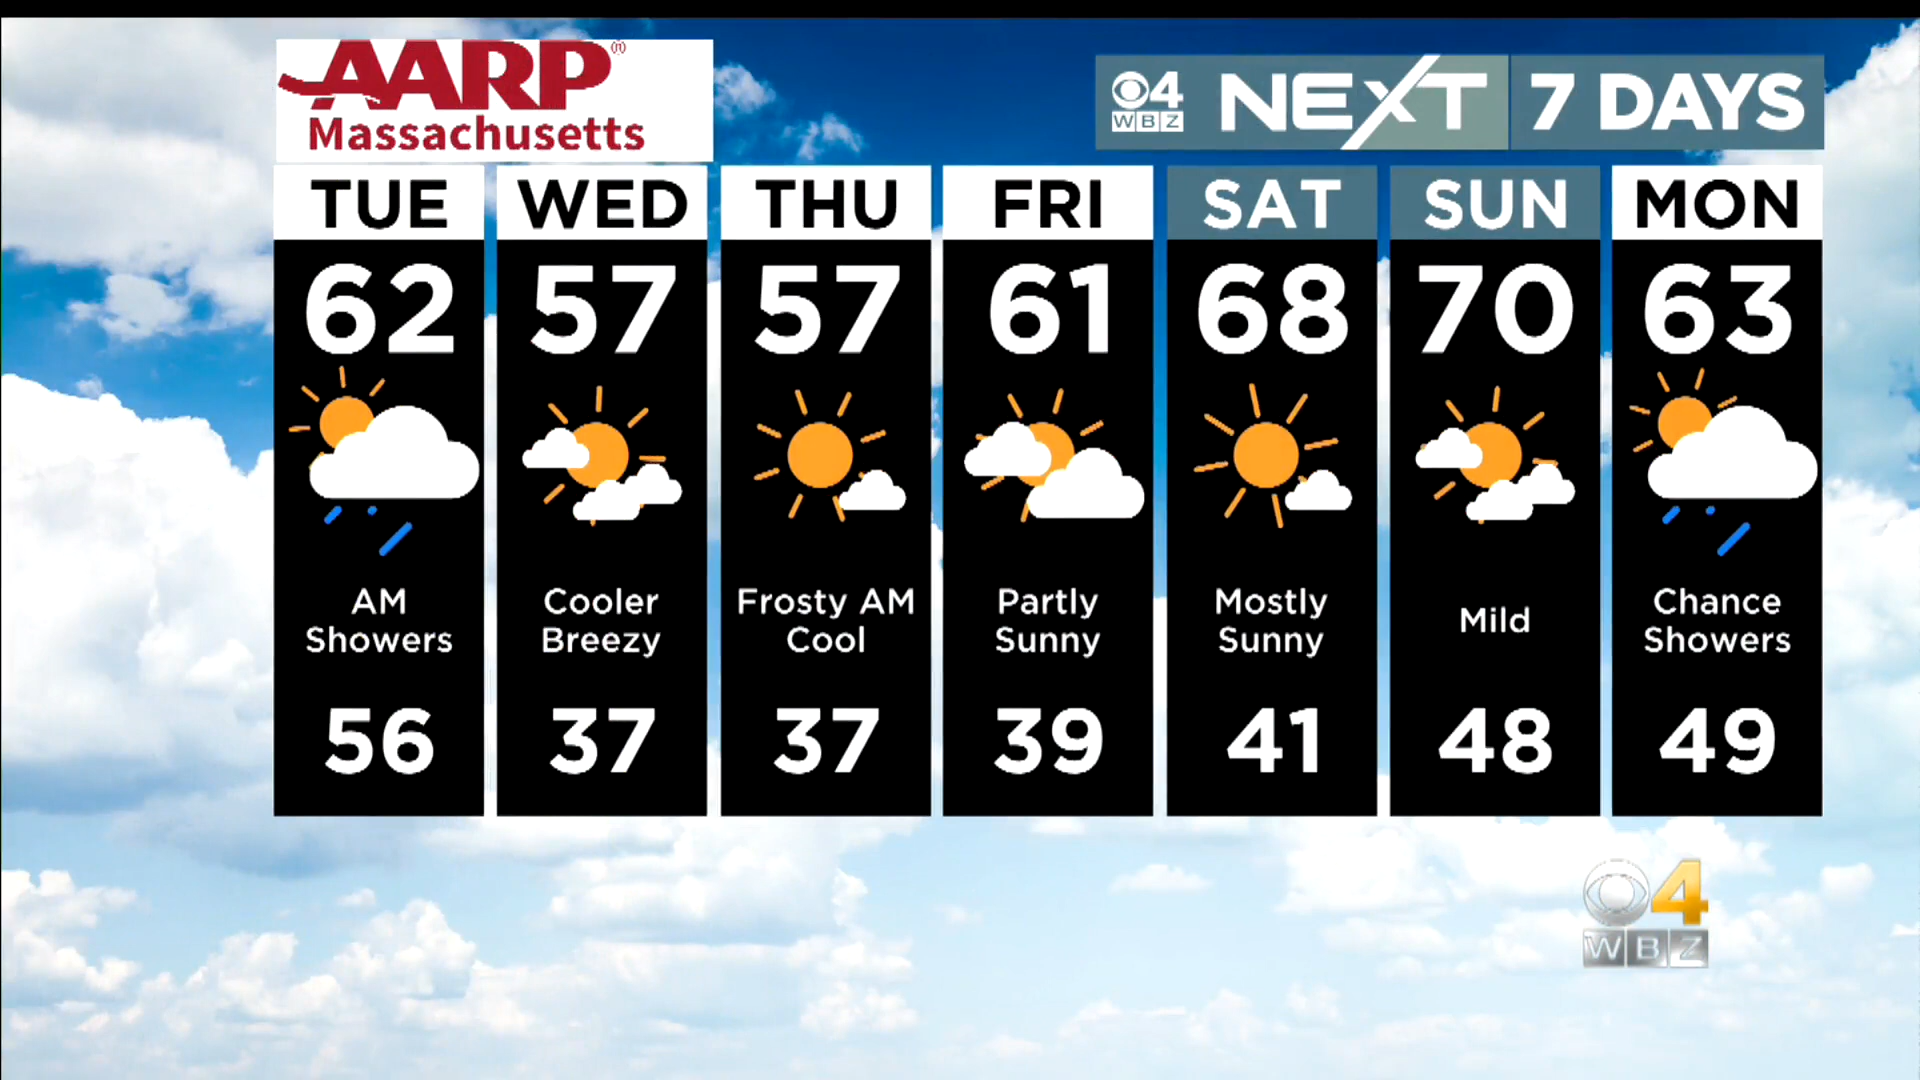 AARP®
Massachusetts
4 WBZ NEXT 7 DAYS
TUE WED THU FRI SAT SUN MON
62 57 57 61 68 70 63
AM Showers
Cooler Breezy
Frosty AM Cool
Partly Sunny
Mostly Sunny
Mild
Chance Showers
56 37 37 39 41 48 49
4
WBZ